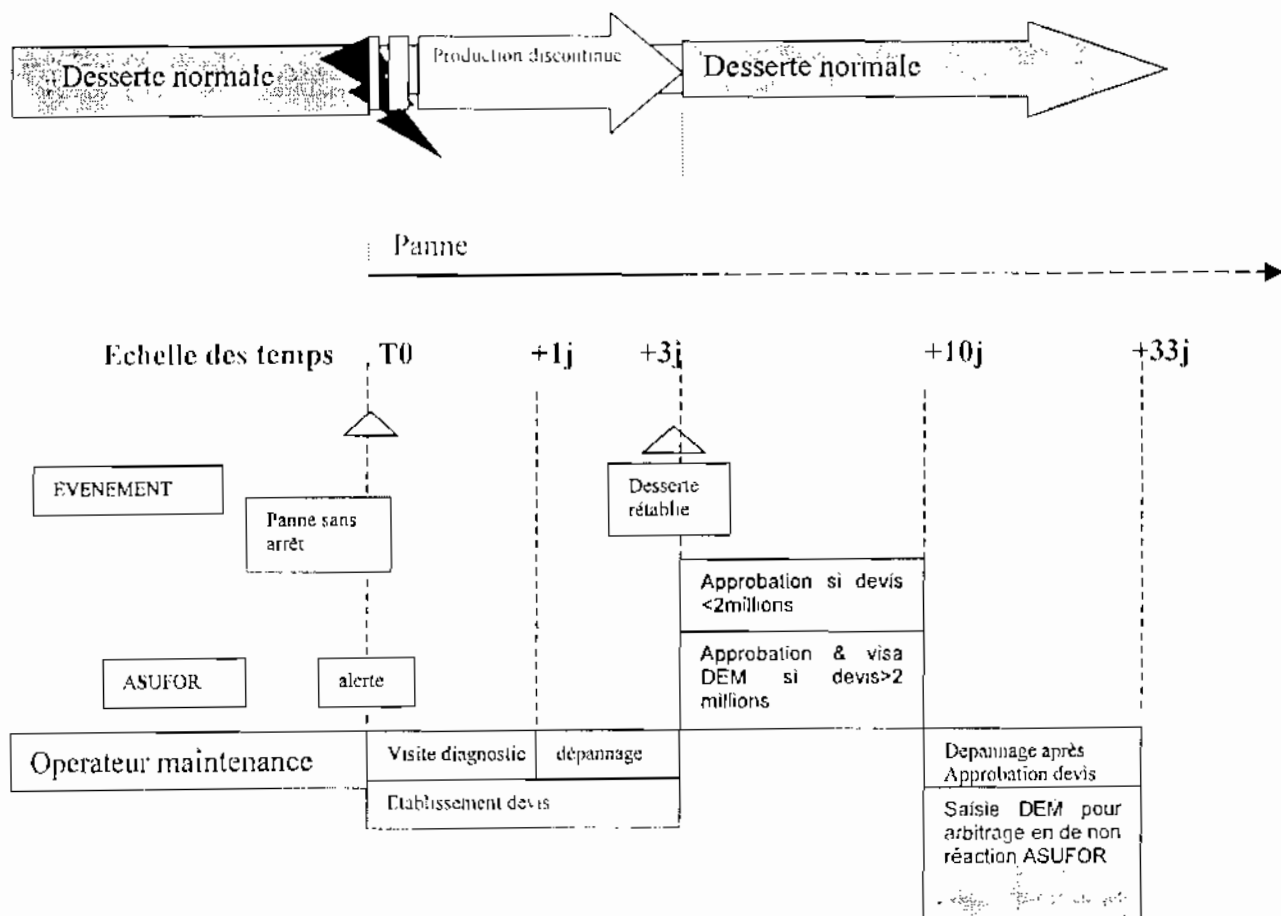 Desserte normale
Production discontinue
Desserte normale
Panne
Echelle des temps T0 +1j +3j +10j +33j
EVENEMENT
Panne sans
arrêt
Desserte
rétablie
Approbation si devis
<2millions
ASUFOR
alerte
Approbation & visa
DEM si devis>2
millions
Operateur maintenance
Visite diagnostic
dépannage
Etablissement devis
Depannage après
Approbation devis
Saisie DEM pour
arbitrage en de non
réaction ASUFOR